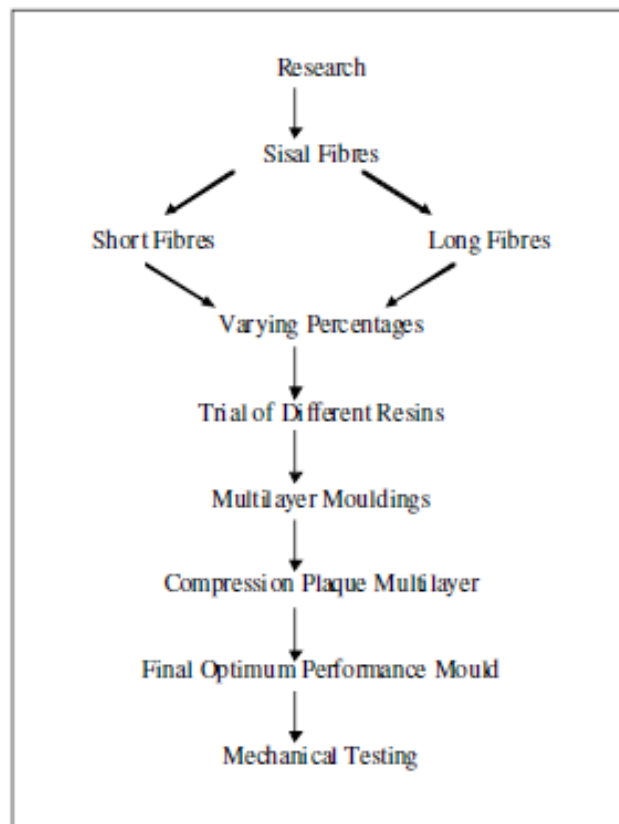 Research
Sisal Fibres
Short Fibres
Long Fibres
Varying Percentages
Trial of Different Resins
Multilayer Mouldings
Compression Plaque Multilayer
Final Optimum Performance Mould
Mechanical Testing